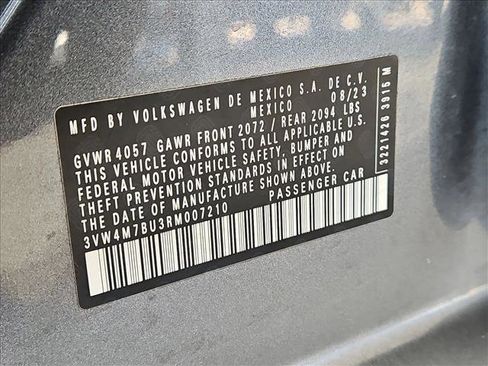 MFD BY VOLKSWAGEN DE MEXICO S.A. DE C.V.
MEXICO 08/23
GVWR 4057 GAWR FRONT 2072 / REAR 2094 LBS
THIS VEHICLE CONFORMS TO ALL APPLICABLE
FEDERAL MOTOR VEHICLE SAFETY, BUMPER AND
THEFT PREVENTION STANDARDS IN EFFECT ON
THE DATE OF MANUFACTURE SHOWN ABOVE.
3VW4M7BU3RM007210 PASSENGER CAR
3221426 3915 M